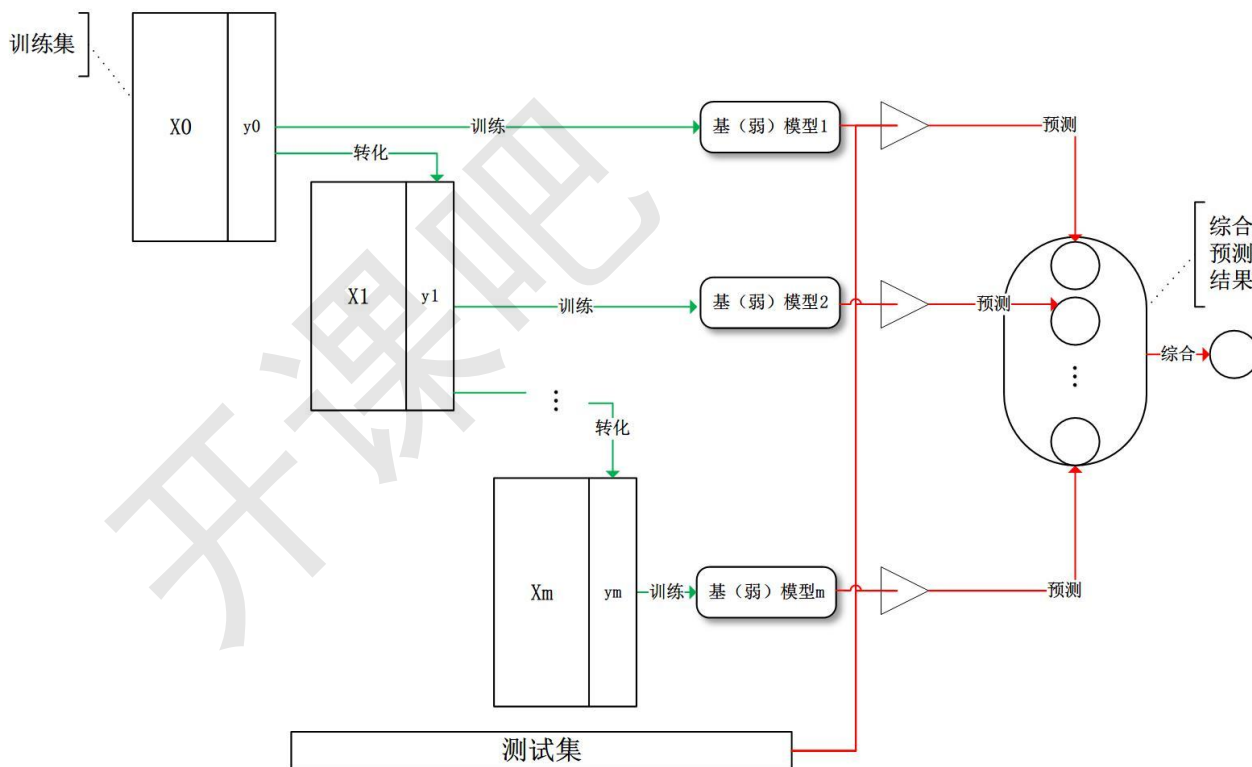 训练集
X0
y0
训练
基（弱）模型1
预测
转化
综合
预测
结果
X1
y1
训练
基（弱）模型2
预测
综合
⋮
⋮
转化
Xm
ym
训练
基（弱）模型m
预测
测试集
开课吧